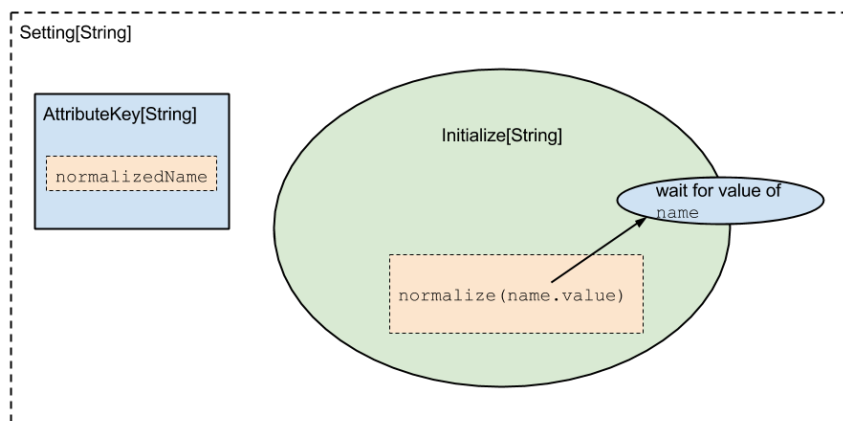 Setting[String]
AttributeKey[String]
normalizedName
Initialize[String]
wait for value of
name
normalize(name.value)